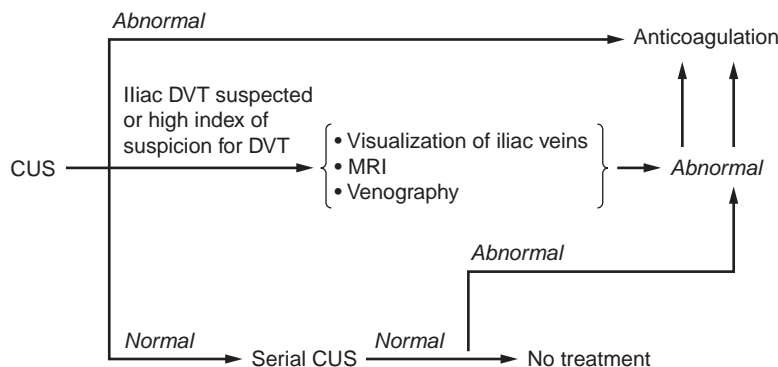 Abnormal
Anticoagulation
Iliac DVT suspected
or high index of
suspicion for DVT
• Visualization of iliac veins
CUS
• MRI
Abnormal
• Venography
Abnormal
Normal
Normal
Serial CUS
No treatment